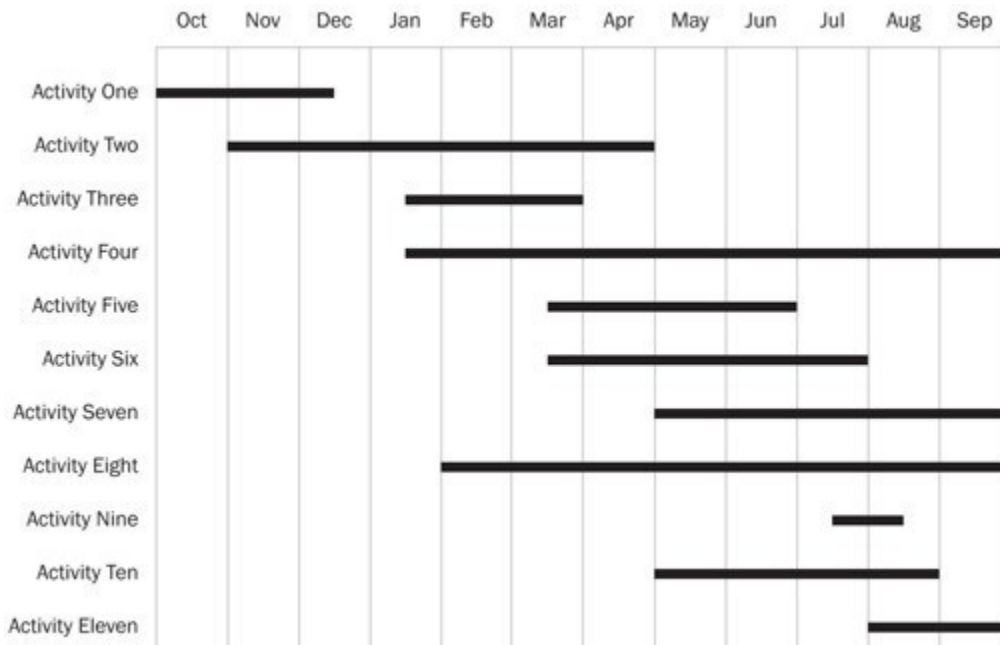 Oct Nov Dec Jan Feb Mar Apr May Jun Jul Aug Sep
Activity One
Activity Two
Activity Three
Activity Four
Activity Five
Activity Six
Activity Seven
Activity Eight
Activity Nine
Activity Ten
Activity Eleven